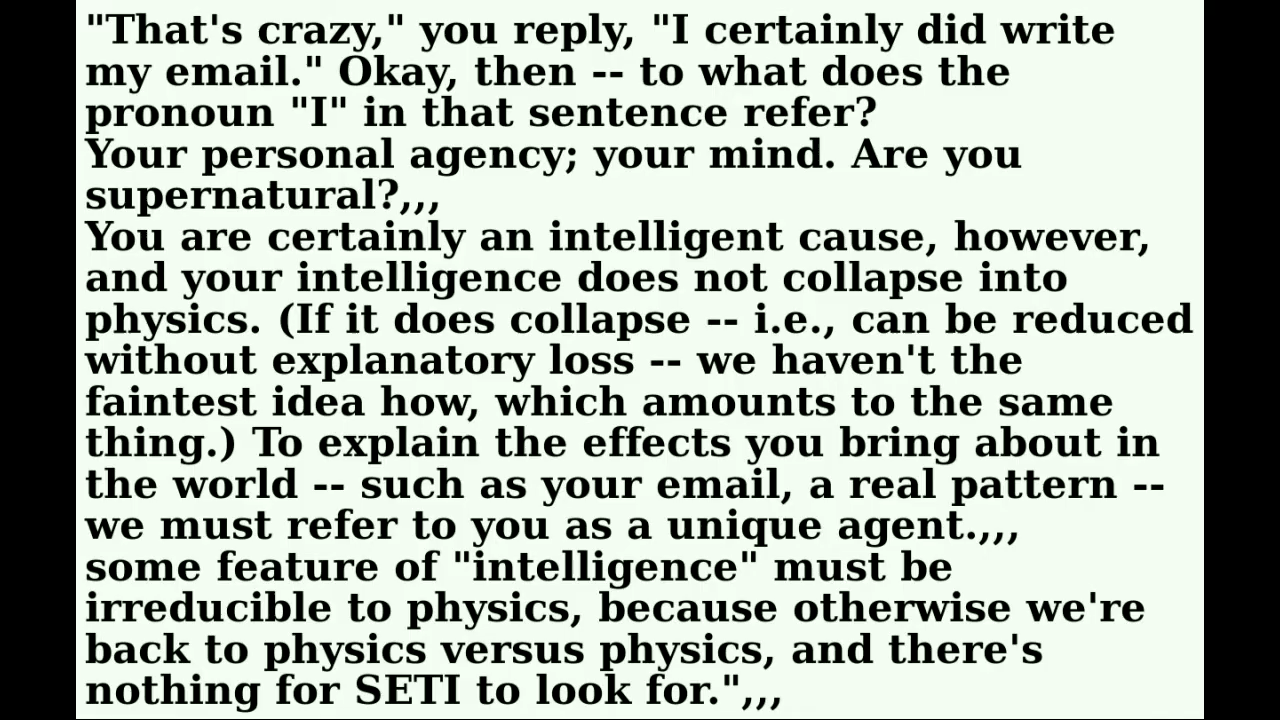 "That's crazy," you reply, "I certainly did write
my email." Okay, then -- to what does the
pronoun "I" in that sentence refer?
Your personal agency; your mind. Are you
supernatural?,,,
You are certainly an intelligent cause, however,
and your intelligence does not collapse into
physics. (If it does collapse -- i.e., can be reduced
without explanatory loss -- we haven't the
faintest idea how, which amounts to the same
thing.) To explain the effects you bring about in
the world -- such as your email, a real pattern --
we must refer to you as a unique agent.,,,
some feature of "intelligence" must be
irreducible to physics, because otherwise we're
back to physics versus physics, and there's
nothing for SETI to look for.",,,